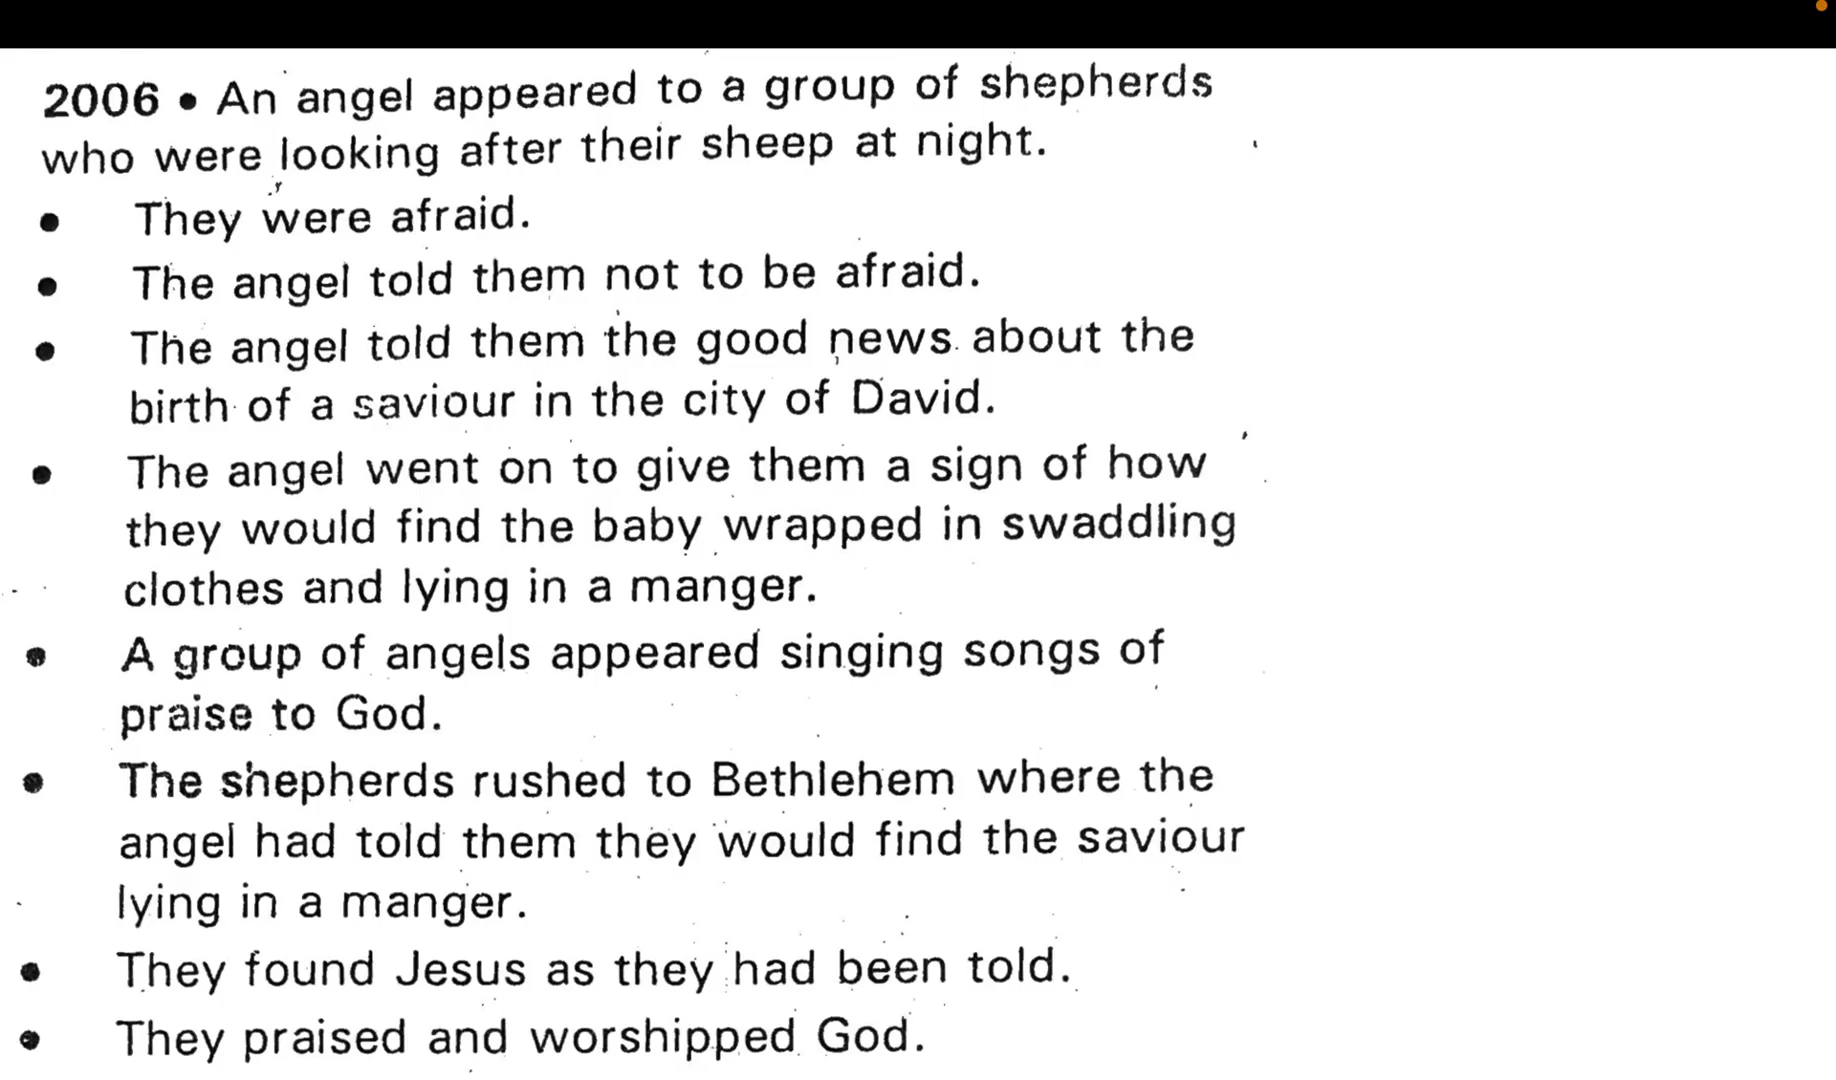 2006 • An angel appeared to a group of shepherds
who were looking after their sheep at night.
• They were afraid.
• The angel told them not to be afraid.
• The angel told them the good news about the
birth of a saviour in the city of David.
• The angel went on to give them a sign of how
they would find the baby wrapped in swaddling
clothes and lying in a manger.
• A group of angels appeared singing songs of
praise to God.
• The shepherds rushed to Bethlehem where the
angel had told them they would find the saviour
lying in a manger.
• They found Jesus as they had been told.
• They praised and worshipped God.